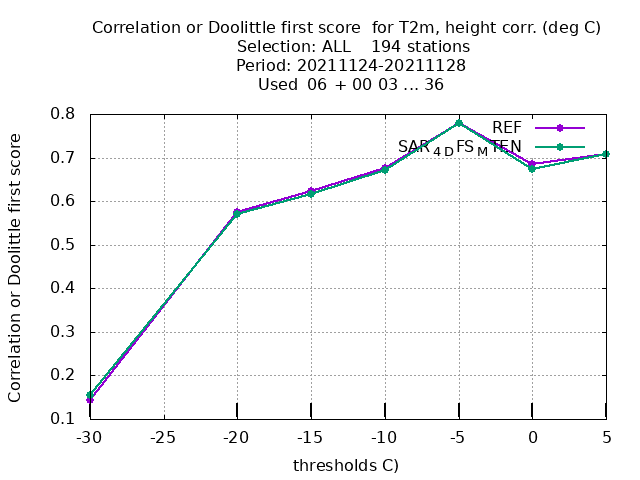 Correlation or Doolittle first score  for T2m, height corr. (deg C)
Selection: ALL    194 stations
Period: 20211124-20211128
Used  06 + 00 03 ... 36
Correlation or Doolittle first score
0.8
0.7
0.6
0.5
0.4
0.3
0.2
0.1
REF
SAR4DFSMTEN
-30 -25 -20 -15 -10 -5 0 5
thresholds C)